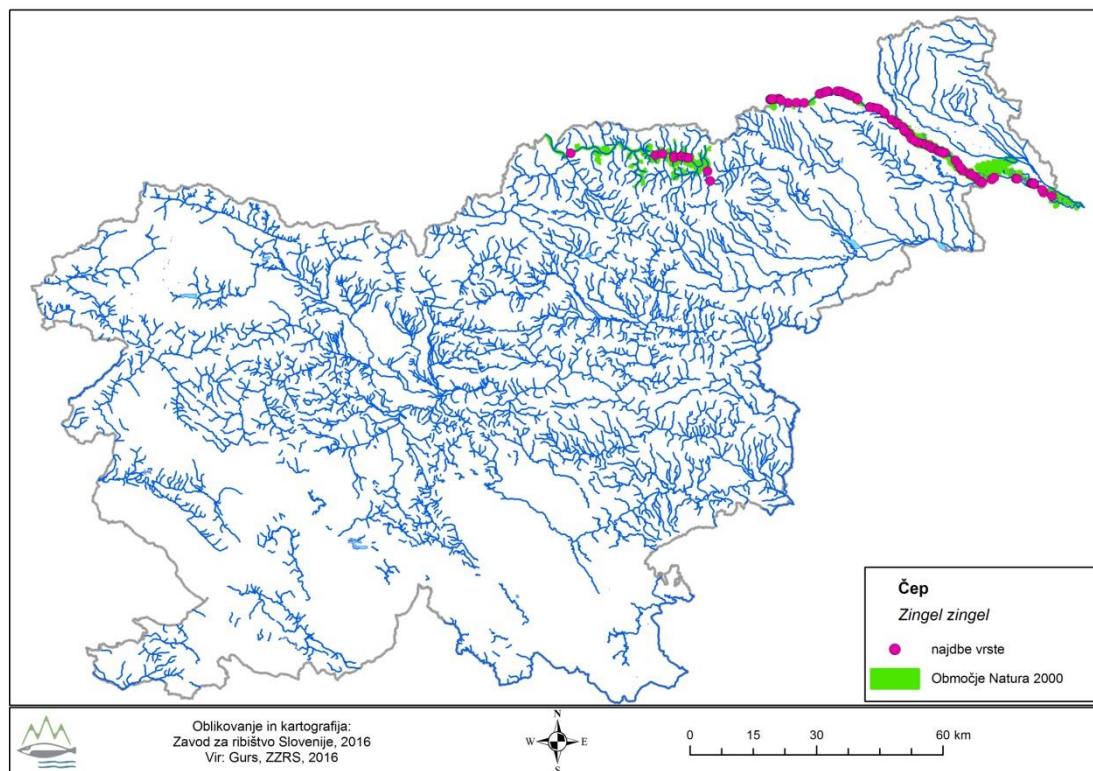 Čep
Zingel zingel
najdbe vrste
Območje Natura 2000
Oblikovanje in kartografija:
Zavod za ribištvo Slovenije, 2016
Vir: Gurs, ZZRS, 2016
N
W E
S
0 15 30 60 km